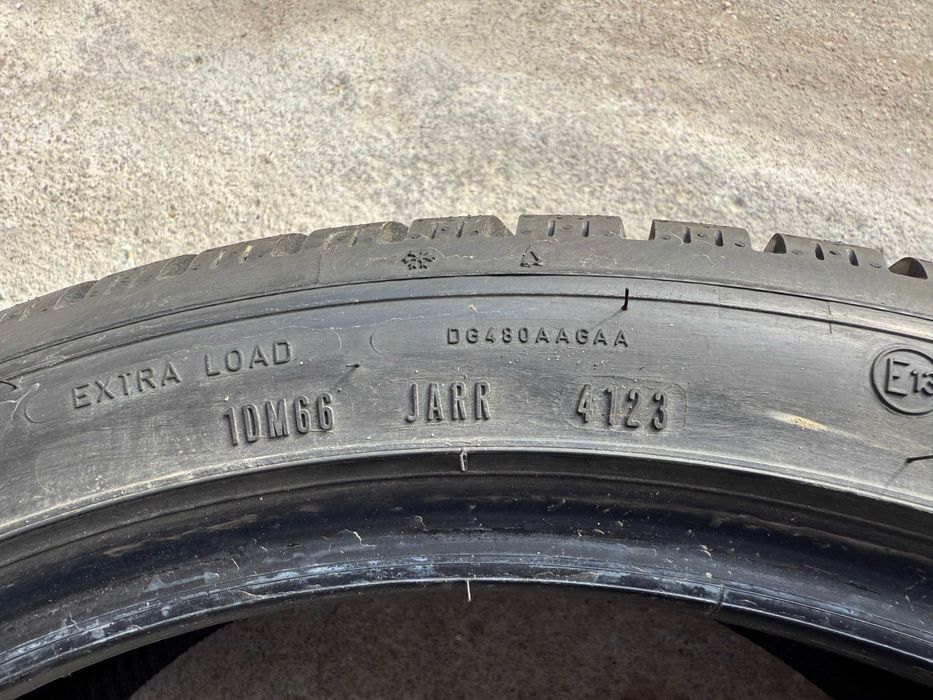 EXTRA LOAD
DG480AAGAA
1DM66 JARR 4123
E13